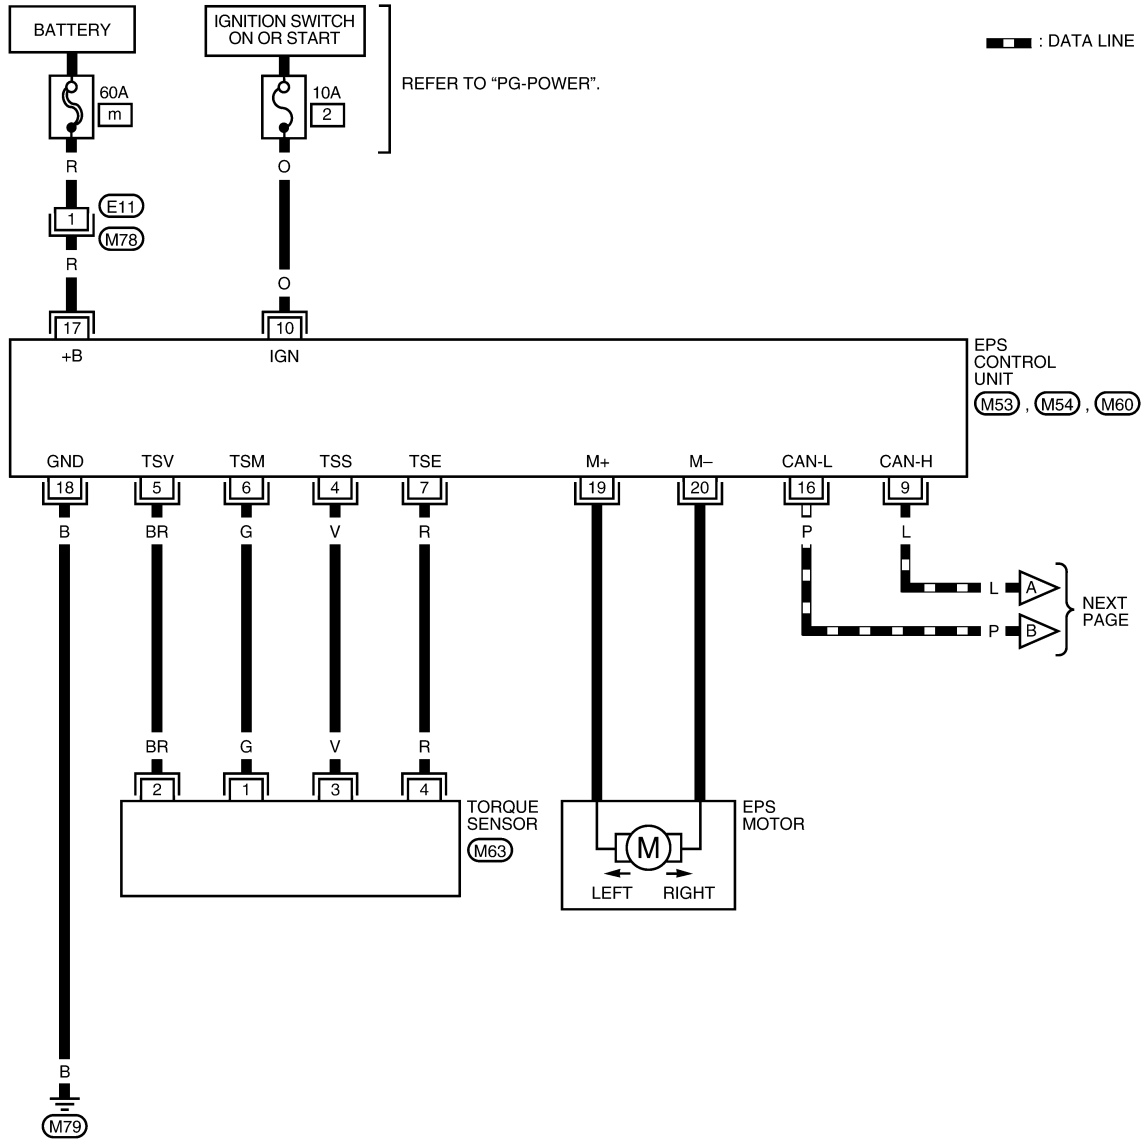 BATTERY
IGNITION SWITCH
ON OR START
: DATA LINE
60A
m
10A
2
REFER TO “PG-POWER”.
R
O
1
E11
M78
R
O
17
10
+B
IGN
EPS
CONTROL
UNIT
M53 , M54 , M60
GND
TSV
TSM
TSS
TSE
M+
M–
CAN-L
CAN-H
18
5
6
4
7
19
20
16
9
B
BR
G
V
R
P
L
L
A
P
B
NEXT
PAGE
BR
G
V
R
2
1
3
4
TORQUE
SENSOR
M63
EPS
MOTOR
M
LEFT
RIGHT
B
M79